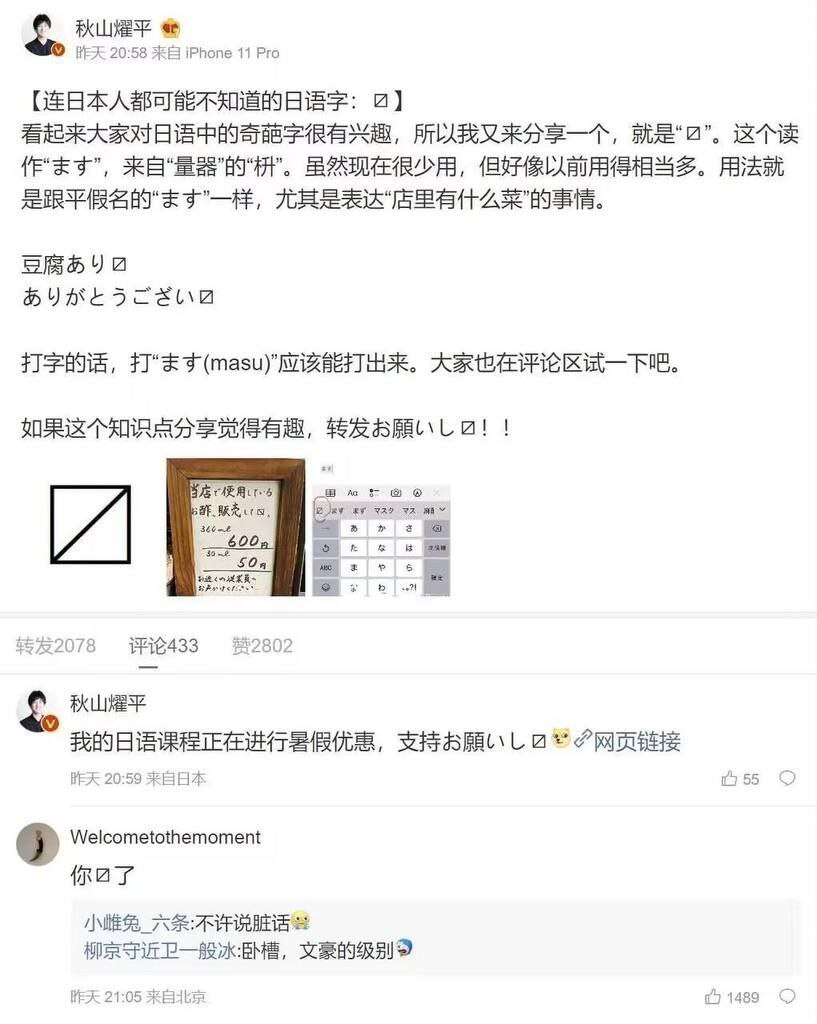 秋山燿平
昨天 20:58 来自 iPhone 11 Pro
【连日本人都可能不知道的日语字：〼】
看起来大家对日语中的奇葩字很有兴趣，所以我又来分享一个，就是“〼”。这个读
作“ます”，来自“量器”的“枡”。虽然现在很少用，但好像以前用得相当多。用法就
是跟平假名的“ます”一样，尤其是表达“店里有什么菜”的事情。
豆腐あり〼
ありがとうござい〼
打字的话，打“ます(masu)”应该能打出来。大家也在评论区试一下吧。
如果这个知识点分享觉得有趣，转发お願いし〼！！
〼
当店で使用している
お酢、販売して〼。
360ml
600円
30ml
50円
お近くの従業員へ
お声がけください
ます
Aa
〼 ます まず マスク マス 麻酔
あ か さ
た な は 次候補
ABC ま や ら 確定
わ 、。?!
转发2078 评论433 赞2802
秋山燿平
我的日语课程正在进行暑假优惠，支持お願いし〼网页链接
昨天 20:59 来自日本 55
Welcometothemoment
你〼了
小雌兔_六条:不许说脏话
柳京守近卫一般冰:卧槽，文豪的级别
昨天 21:05 来自北京 1489